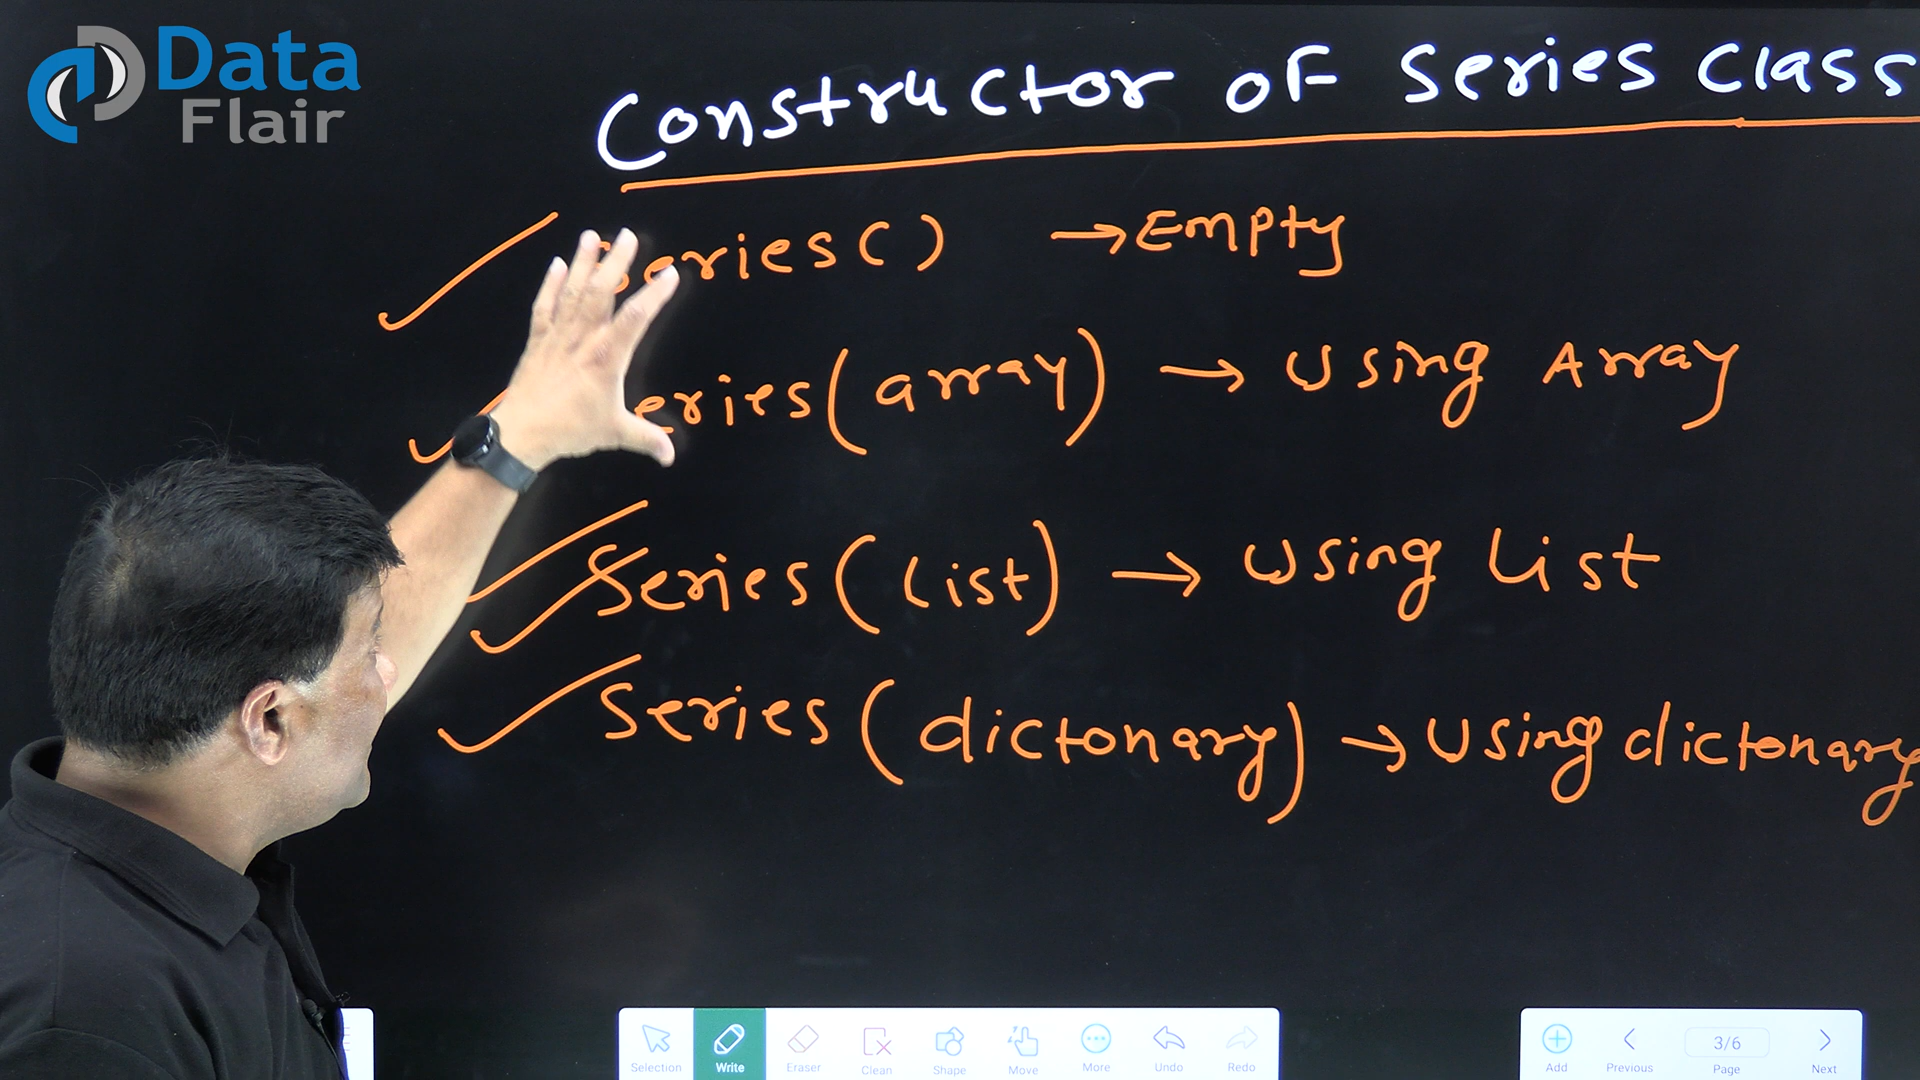 Data
Flair
Constructor of Series Class
Series() → Empty
Series(array) → Using Array
Series(list) → Using List
Series(dictonary) → Using dictonary
Selection Write Eraser Clean Shape Move More Undo Redo
Add Previous 3/6 Page Next